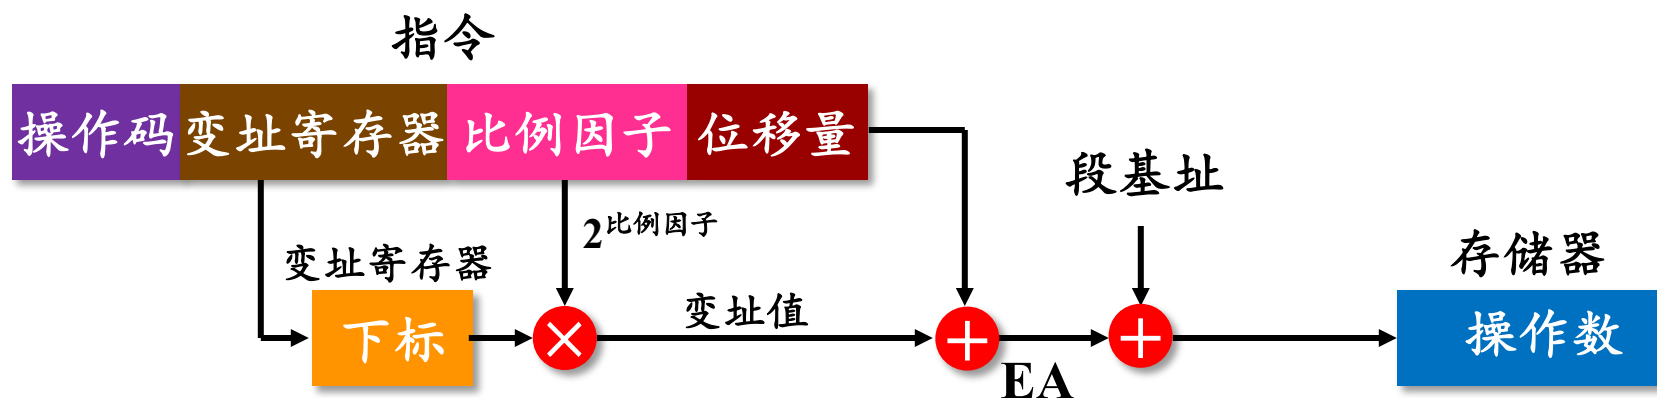 指令
操作码 变址寄存器 比例因子 位移量
段基址
2比例因子
变址寄存器
存储器
下标
×
变址值
+
+
操作数
EA